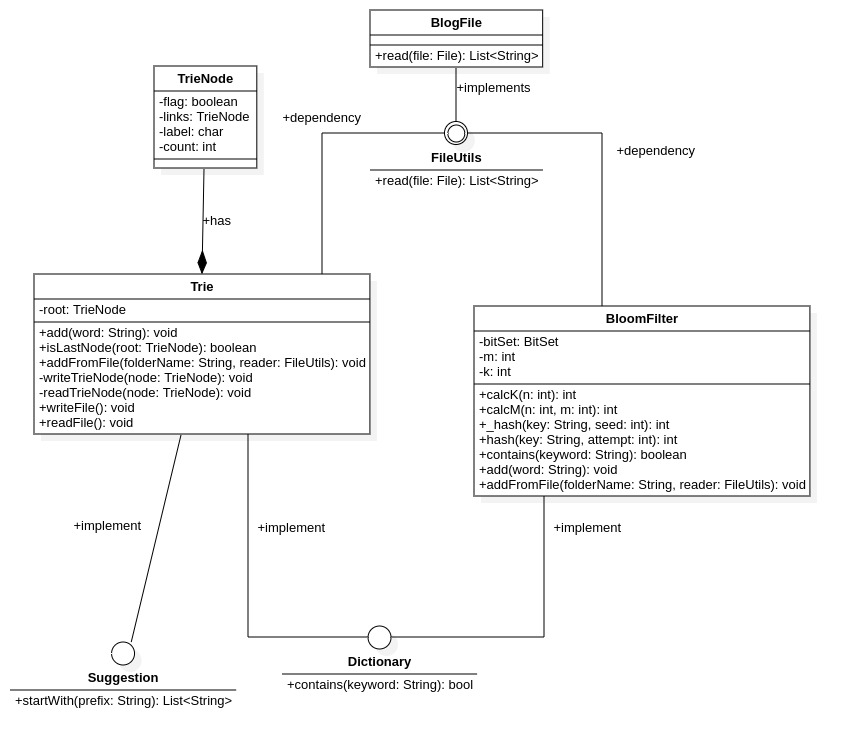 BlogFile
+read(file: File): List<String>
+implements
TrieNode
-flag: boolean
-links: TrieNode
-label: char
-count: int
+dependency
FileUtils
+read(file: File): List<String>
+dependency
+has
Trie
-root: TrieNode
+add(word: String): void
+isLastNode(root: TrieNode): boolean
+addFromFile(folderName: String, reader: FileUtils): void
-writeTrieNode(node: TrieNode): void
-readTrieNode(node: TrieNode): void
+writeFile(): void
+readFile(): void
BloomFilter
-bitSet: BitSet
-m: int
-k: int
+calcK(n: int): int
+calcM(n: int, m: int): int
+_hash(key: String, seed: int): int
+hash(key: String, attempt: int): int
+contains(keyword: String): boolean
+add(word: String): void
+addFromFile(folderName: String, reader: FileUtils): void
+implement
+implement
+implement
Suggestion
+startWith(prefix: String): List<String>
Dictionary
+contains(keyword: String): bool